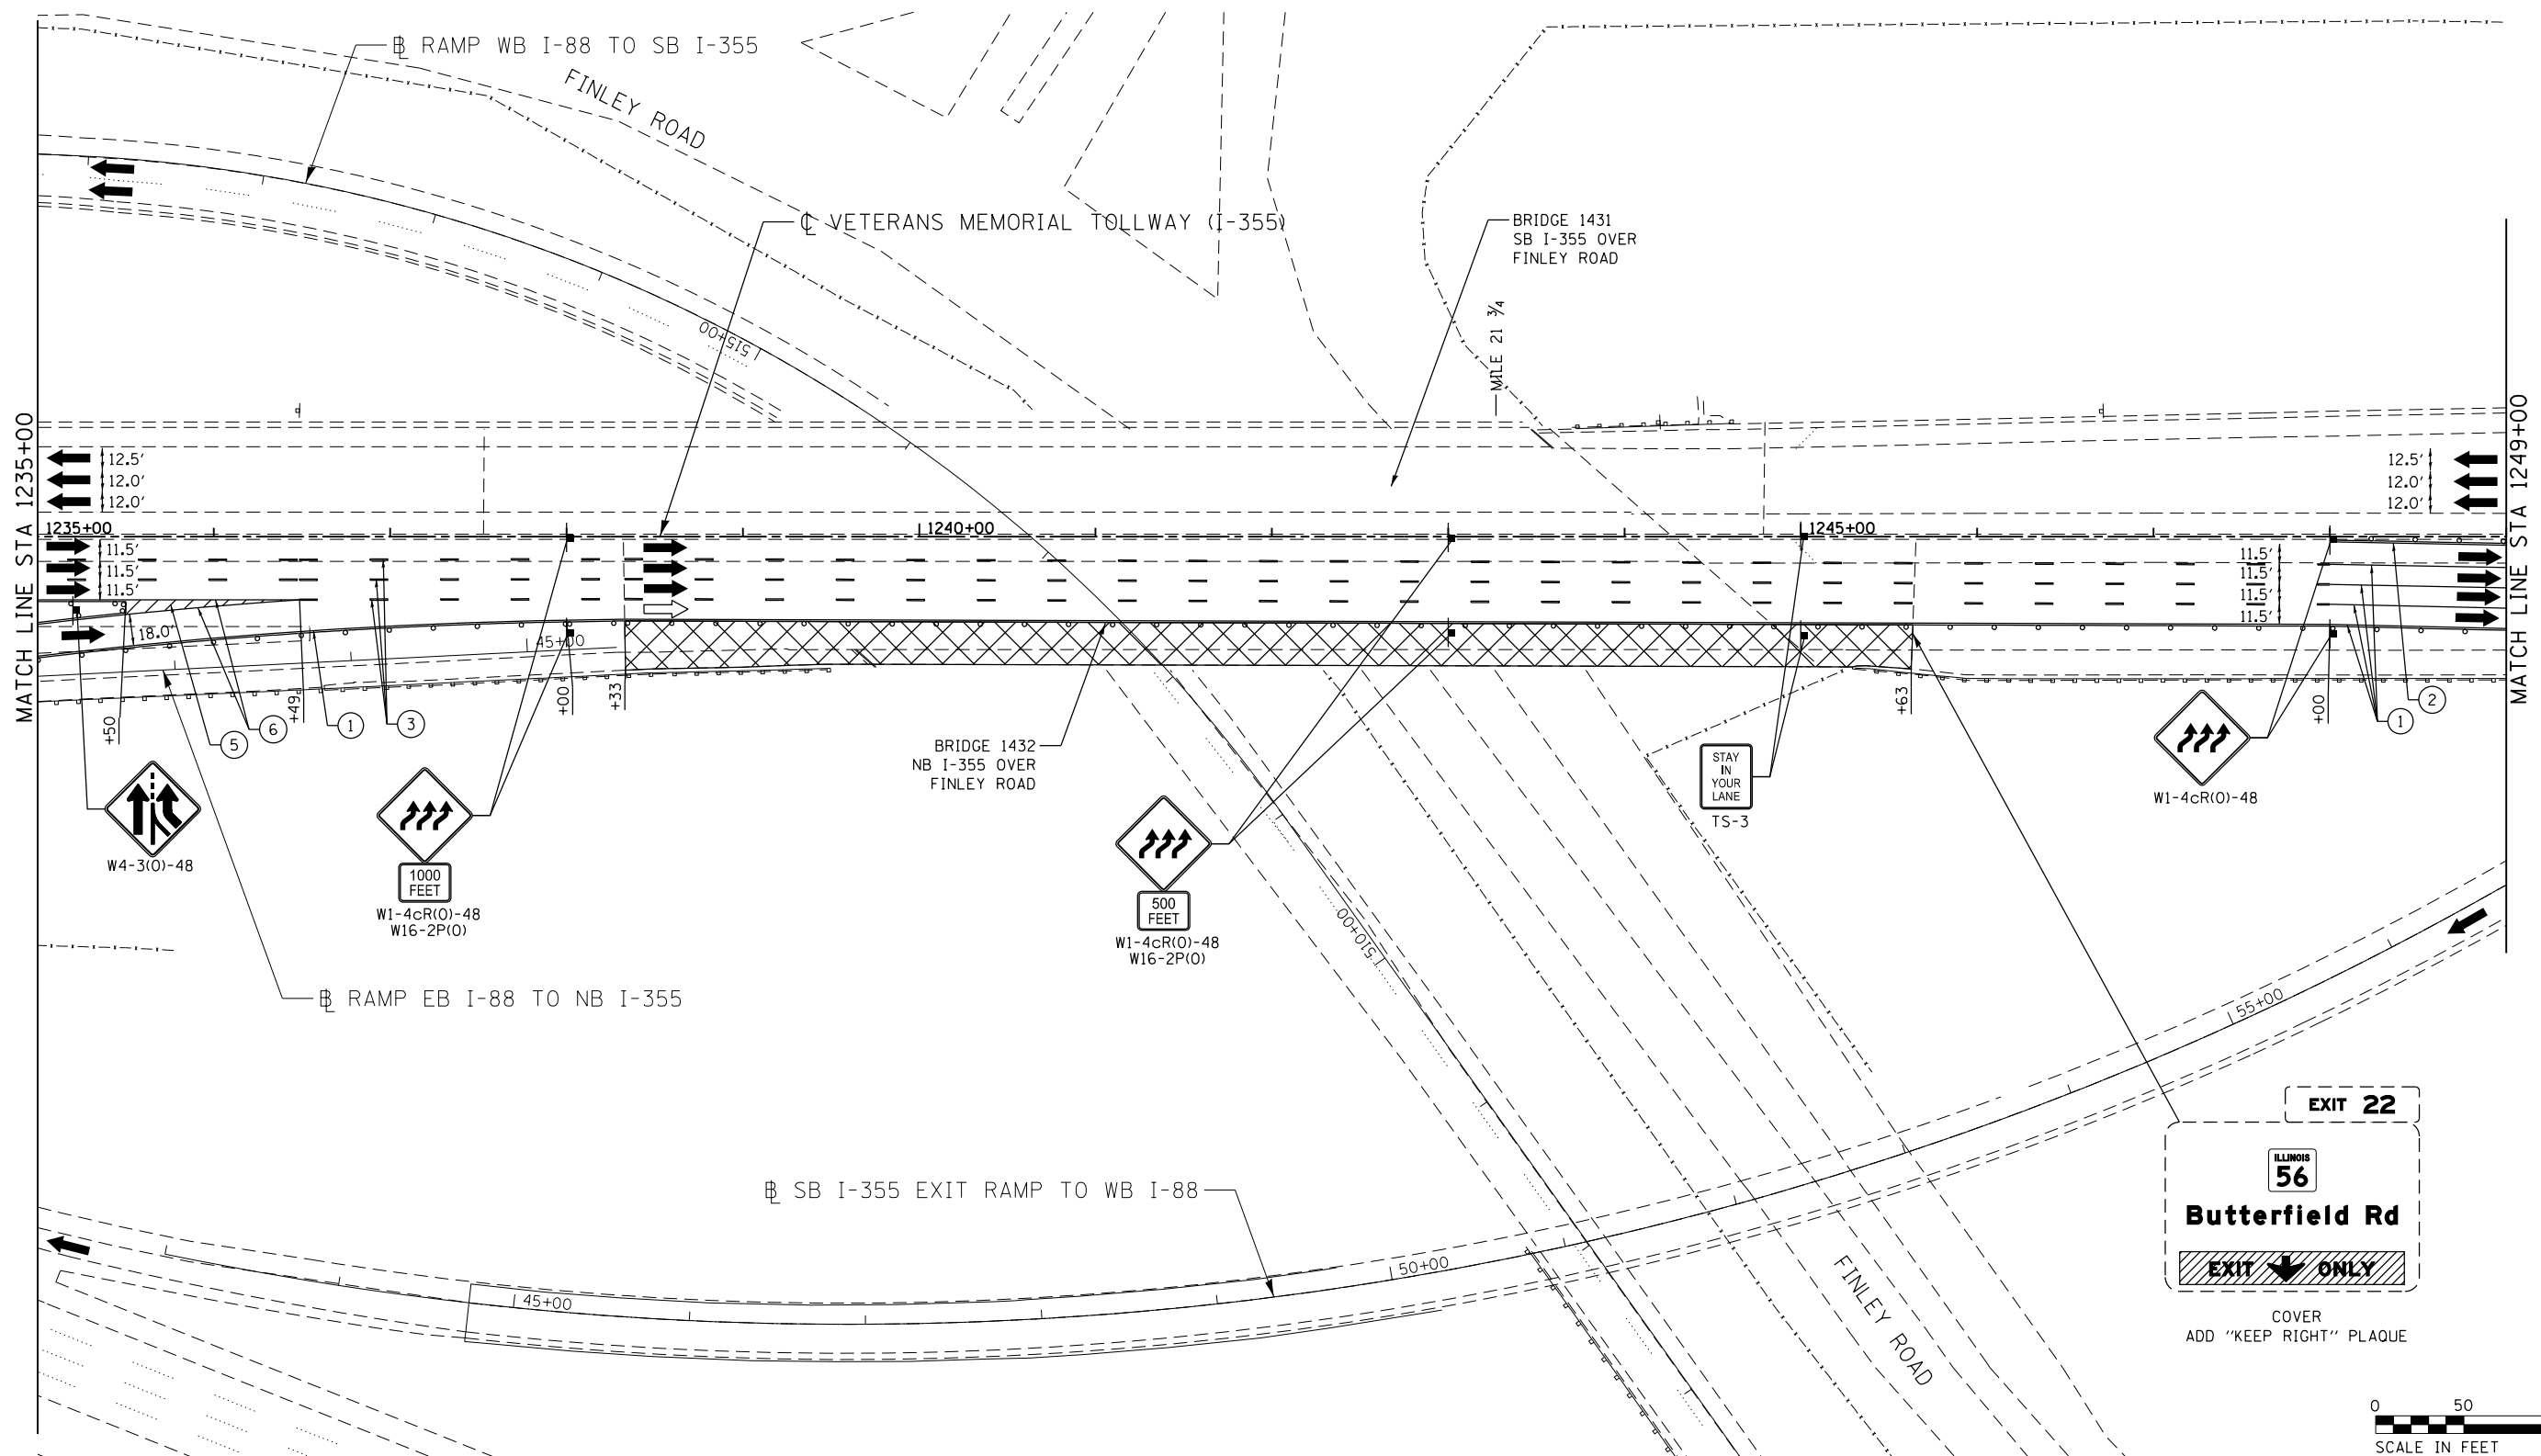 ℄ RAMP WB I-88 TO SB I-355
FINLEY ROAD
℄ VETERANS MEMORIAL TOLLWAY (I-355)
BRIDGE 1431
SB I-355 OVER
FINLEY ROAD
MILE 21 ¾
515+00
MATCH LINE STA 1235+00
MATCH LINE STA 1249+00
12.5'
12.0'
12.0'
12.5'
12.0'
12.0'
1235+00
1240+00
1245+00
11.5'
11.5'
11.5'
11.5'
11.5'
11.5'
11.5'
18.0'
45+00
+50
+49
+00
+33
+63
+00
5
6
1
3
1
2
W4-3(O)-48
1000
FEET
W1-4cR(O)-48
W16-2P(O)
BRIDGE 1432
NB I-355 OVER
FINLEY ROAD
500
FEET
W1-4cR(O)-48
W16-2P(O)
STAY
IN
YOUR
LANE
TS-3
W1-4cR(O)-48
510+00
℄ RAMP EB I-88 TO NB I-355
55+00
EXIT 22
ILLINOIS
56
Butterfield Rd
EXIT ONLY
COVER
ADD "KEEP RIGHT" PLAQUE
℄ SB I-355 EXIT RAMP TO WB I-88
45+00
50+00
FINLEY ROAD
0 50
SCALE IN FEET